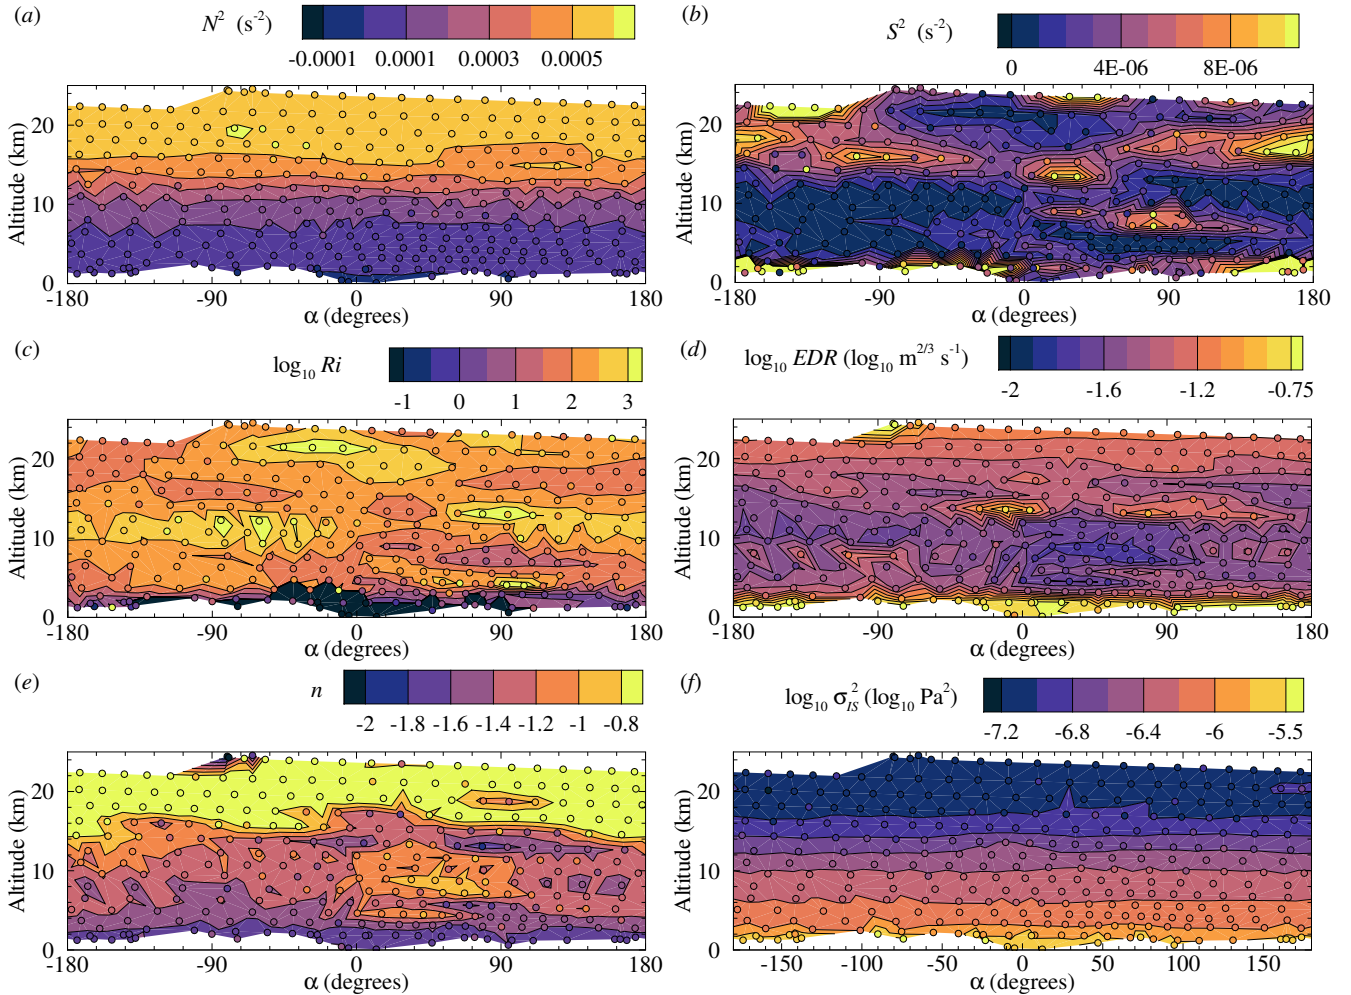 (a) N² (s⁻²)
-0.0001 0.0001 0.0003 0.0005
Altitude (km)
20
10
0
-180 -90 0 90 180
α (degrees)
(b) S² (s⁻²)
0 4E-06 8E-06
Altitude (km)
20
10
0
-180 -90 0 90 180
α (degrees)
(c) log₁₀ Ri
-1 0 1 2 3
Altitude (km)
20
10
0
-180 -90 0 90 180
α (degrees)
(d) log₁₀ EDR (log₁₀ m²ᐟ³ s⁻¹)
-2 -1.6 -1.2 -0.75
Altitude (km)
20
10
0
-180 -90 0 90 180
α (degrees)
(e) n
-2 -1.8 -1.6 -1.4 -1.2 -1 -0.8
Altitude (km)
20
10
0
-180 -90 0 90 180
α (degrees)
(f) log₁₀ σ²_IS (log₁₀ Pa²)
-7.2 -6.8 -6.4 -6 -5.5
Altitude (km)
20
10
0
-150 -100 -50 0 50 100 150
α (degrees)